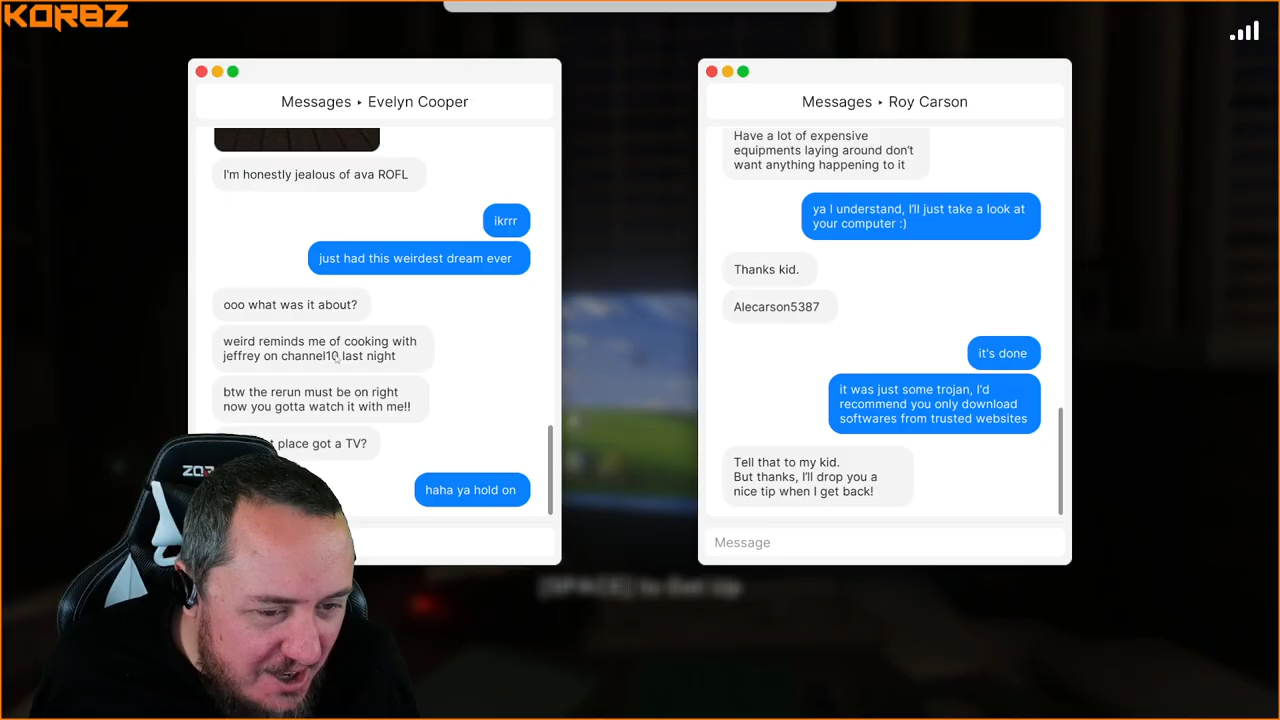 KORBZ
Messages ▸ Evelyn Cooper
I'm honestly jealous of ava ROFL
ikrrr
just had this weirdest dream ever
ooo what was it about?
weird reminds me of cooking with
jeffrey on channel10 last night
btw the rerun must be on right
now you gotta watch it with me!!
place got a TV?
haha ya hold on
Messages ▸ Roy Carson
Have a lot of expensive
equipments laying around don't
want anything happening to it
ya I understand, I'll just take a look at
your computer :)
Thanks kid.
Alecarson5387
it's done
it was just some trojan, I'd
recommend you only download
softwares from trusted websites
Tell that to my kid.
But thanks, I'll drop you a
nice tip when I get back!
Message
[SPACE] to Get Up